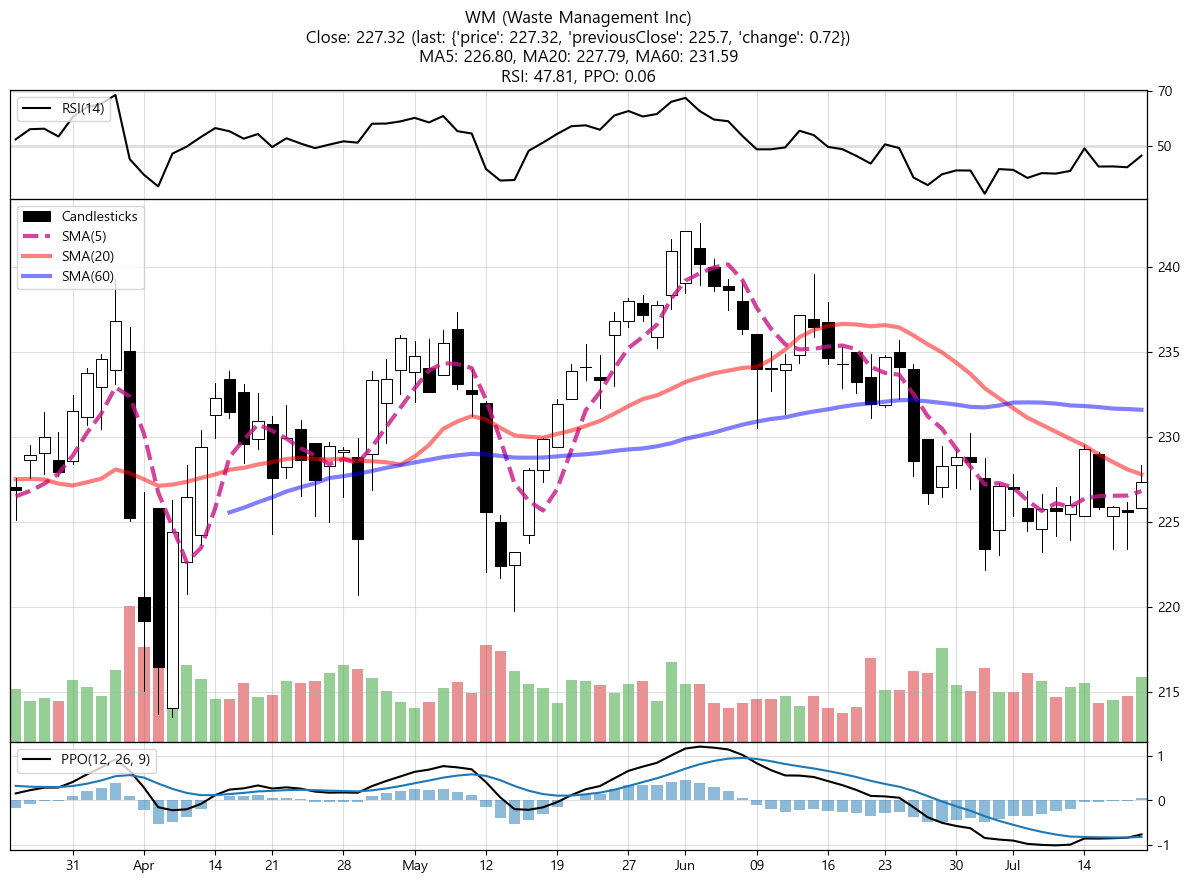 WM (Waste Management Inc)
Close: 227.32 (last: {'price': 227.32, 'previousClose': 225.7, 'change': 0.72})
MA5: 226.80, MA20: 227.79, MA60: 231.59
RSI: 47.81, PPO: 0.06
RSI(14)
70
50
Candlesticks
SMA(5)
SMA(20)
SMA(60)
240
235
230
225
220
215
PPO(12, 26, 9)
1
0
-1
31 Apr 14 21 28 May 12 19 27 Jun 09 16 23 30 Jul 14